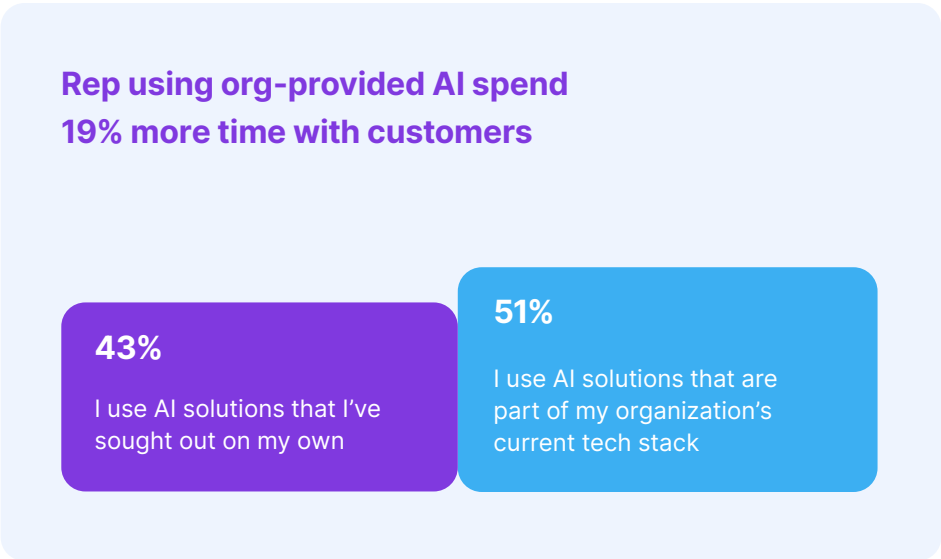 Rep using org-provided AI spend
19% more time with customers
43%
I use AI solutions that I’ve
sought out on my own
51%
I use AI solutions that are
part of my organization’s
current tech stack